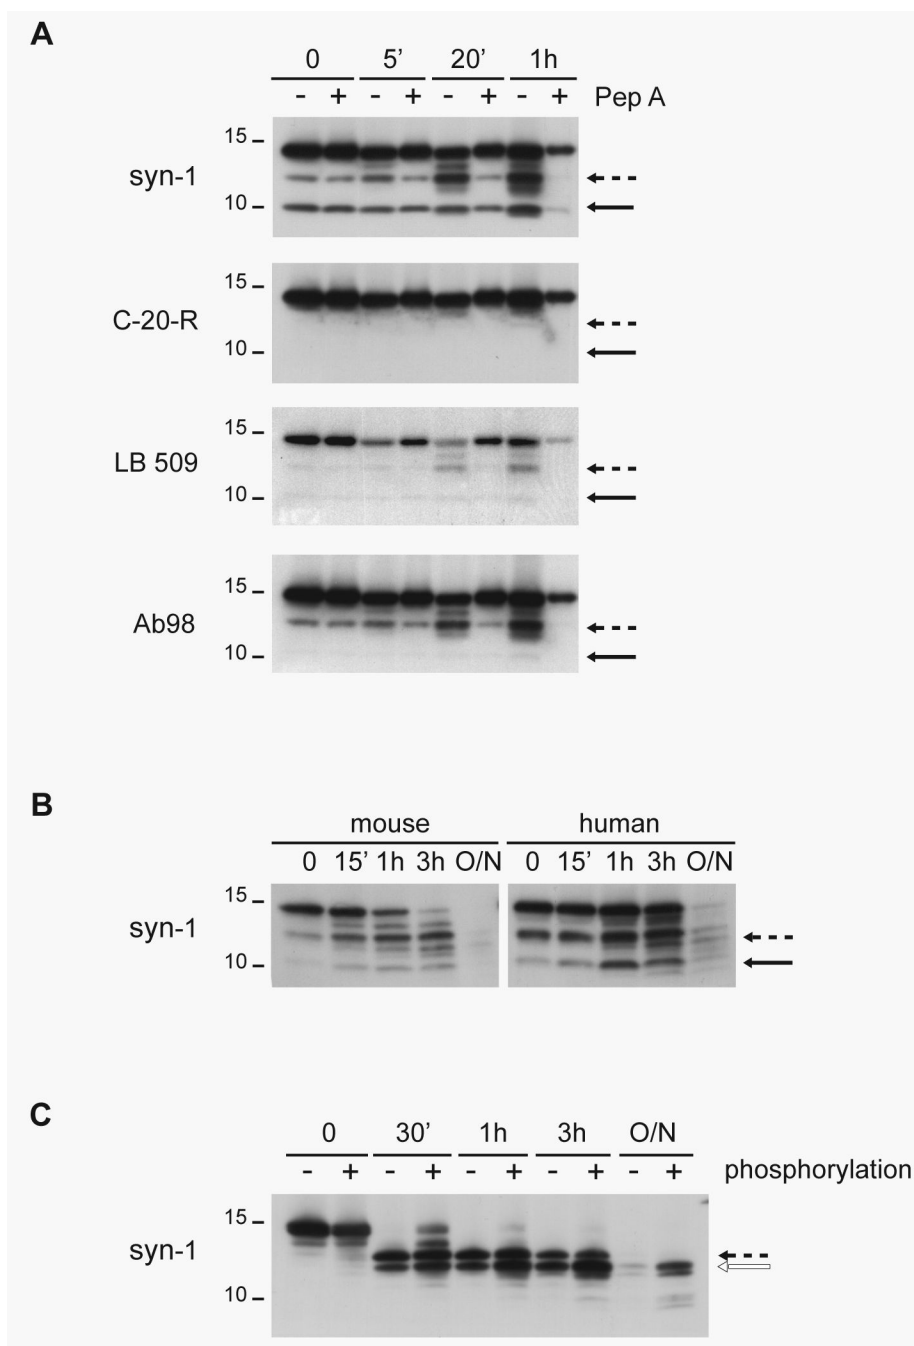 A
0 5’ 20’ 1h
- + - + - + - + Pep A
15
syn-1
10
15
C-20-R
10
15
LB 509
10
15
Ab98
10
B
mouse human
0 15’ 1h 3h O/N 0 15’ 1h 3h O/N
15
syn-1
10
C
0 30’ 1h 3h O/N
- + - + - + - + - + phosphorylation
15
syn-1
10